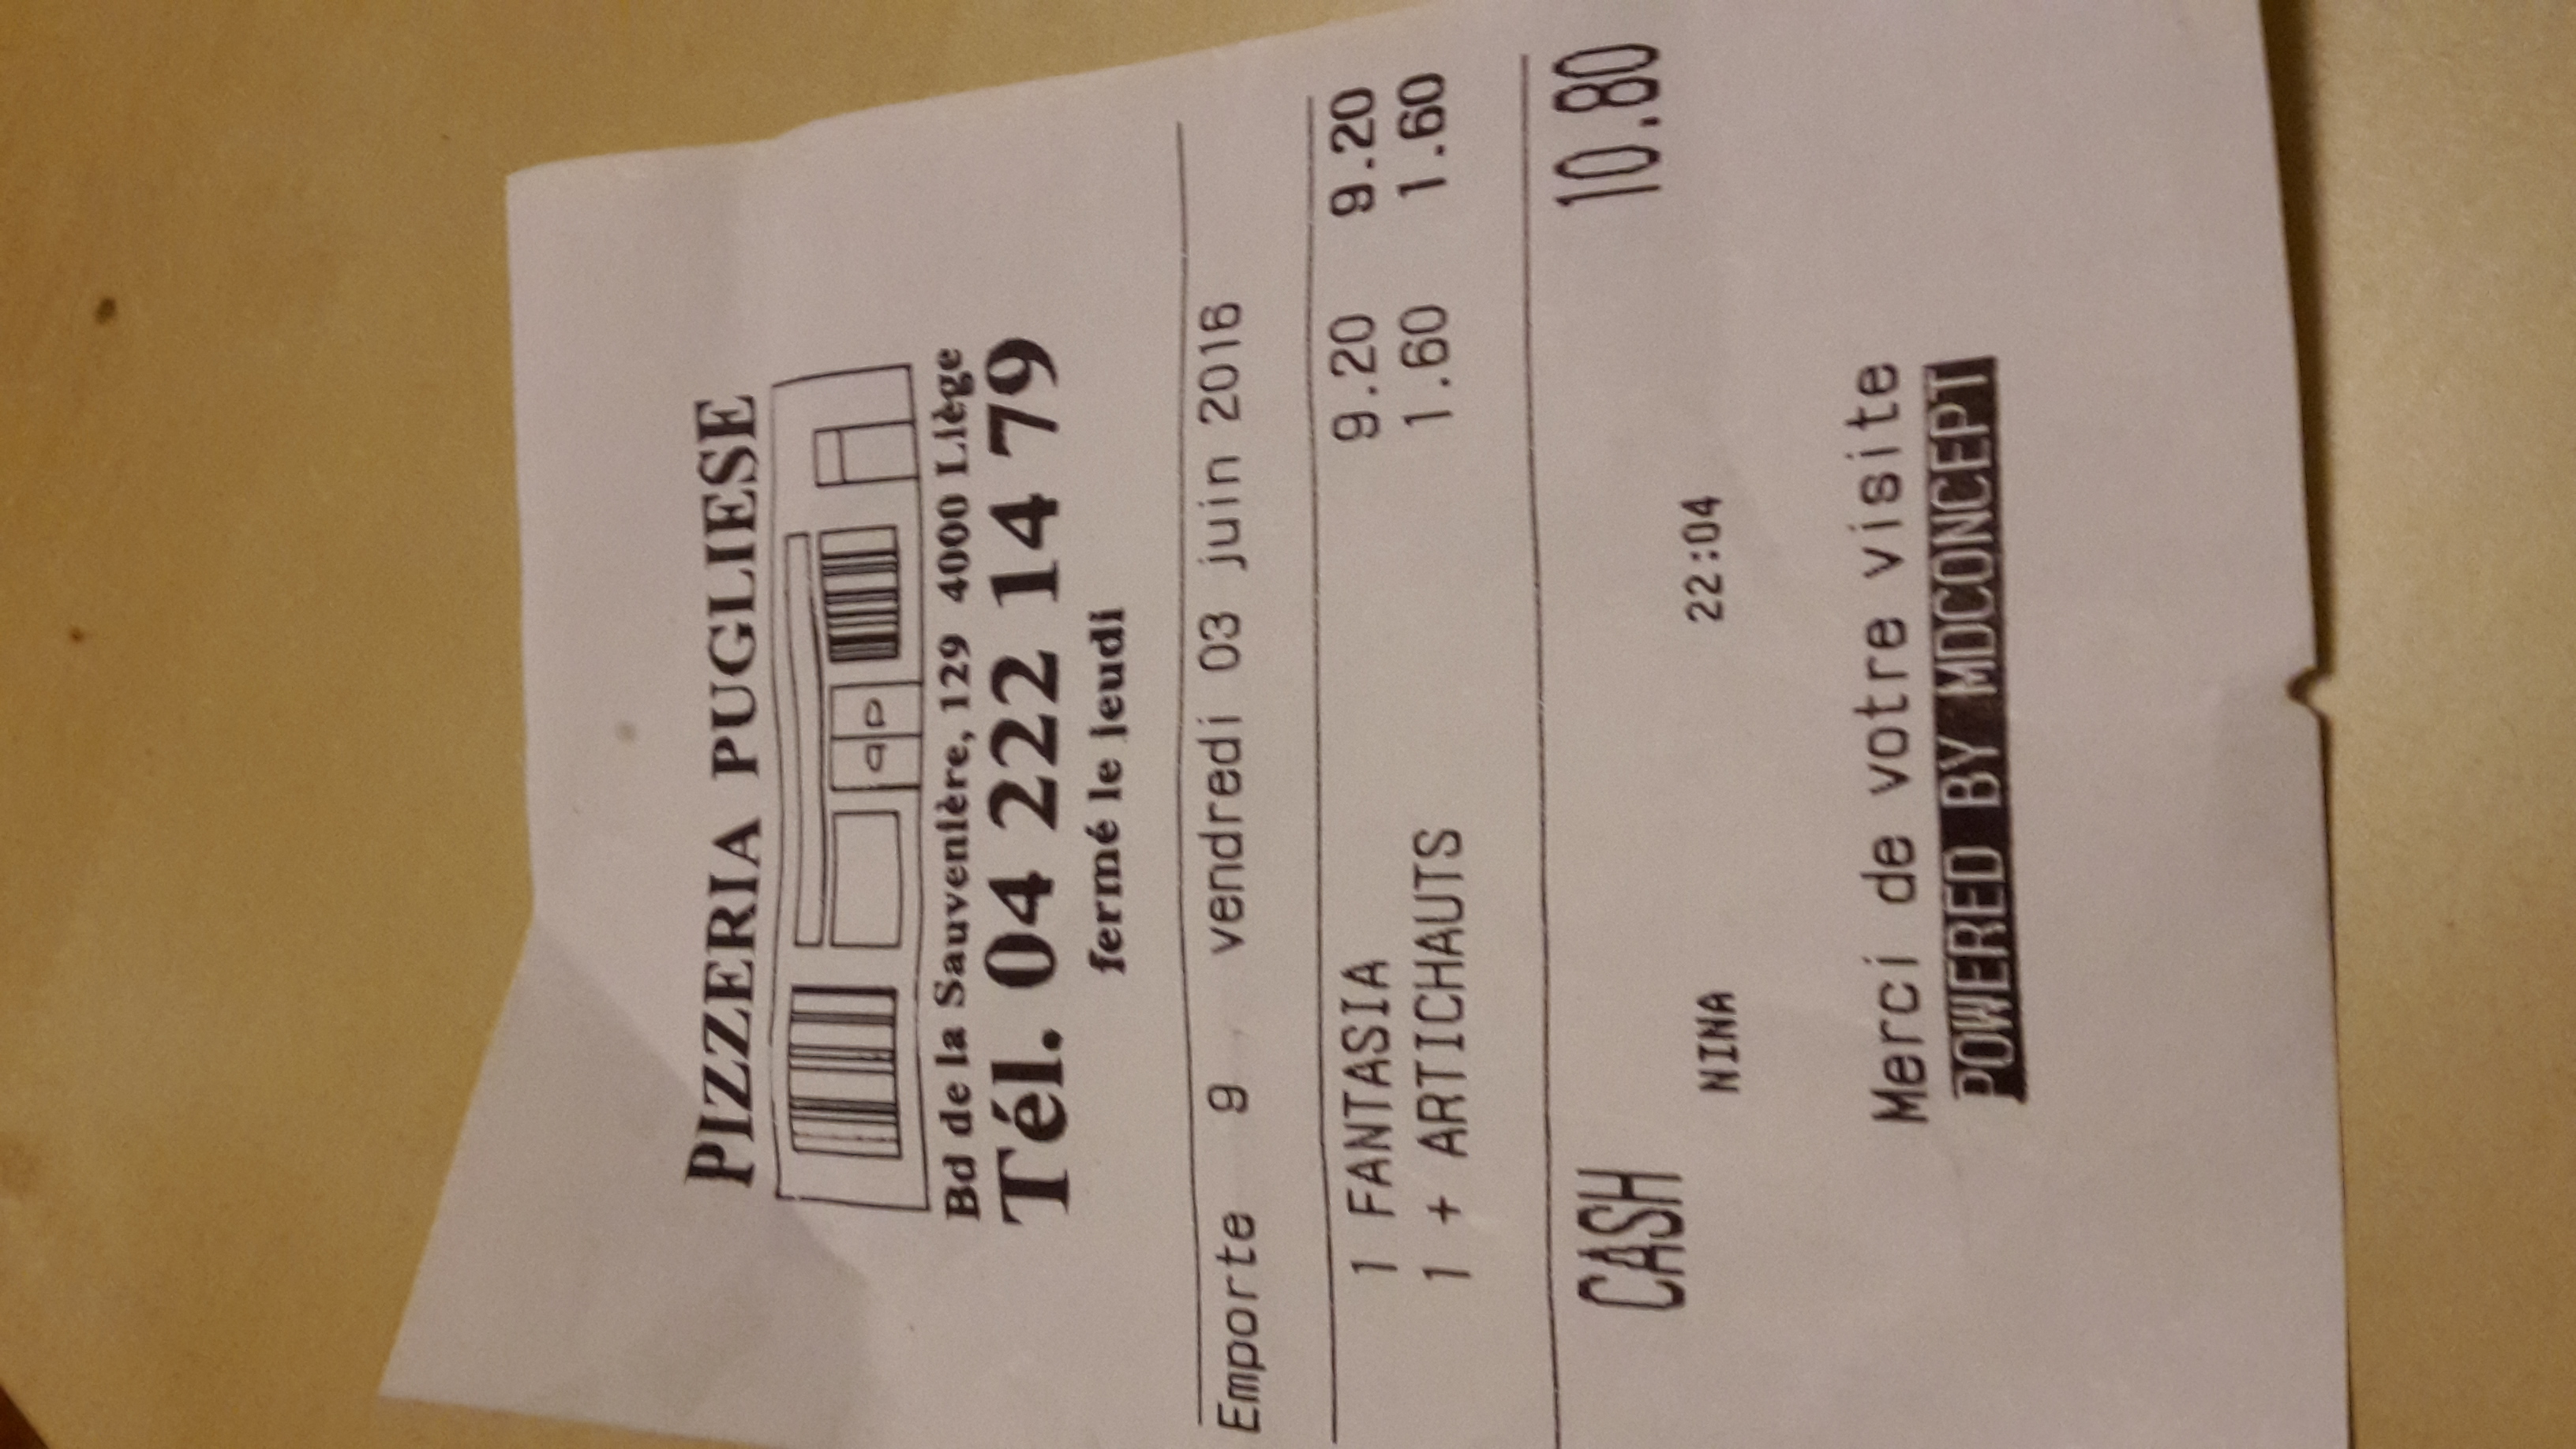 PIZZERIA PUGLIESE
Bd de la Sauvenière, 129 4000 Liège
Tél. 04 222 14 79
fermé le jeudi
Emporte 9 vendredi 03 juin 2016
1 FANTASIA 9.20 9.20
1 + ARTICHAUTS 1.60 1.60
CASH 10.80
NINA 22:04
Merci de votre visite
POWERED BY MDCONCEPT